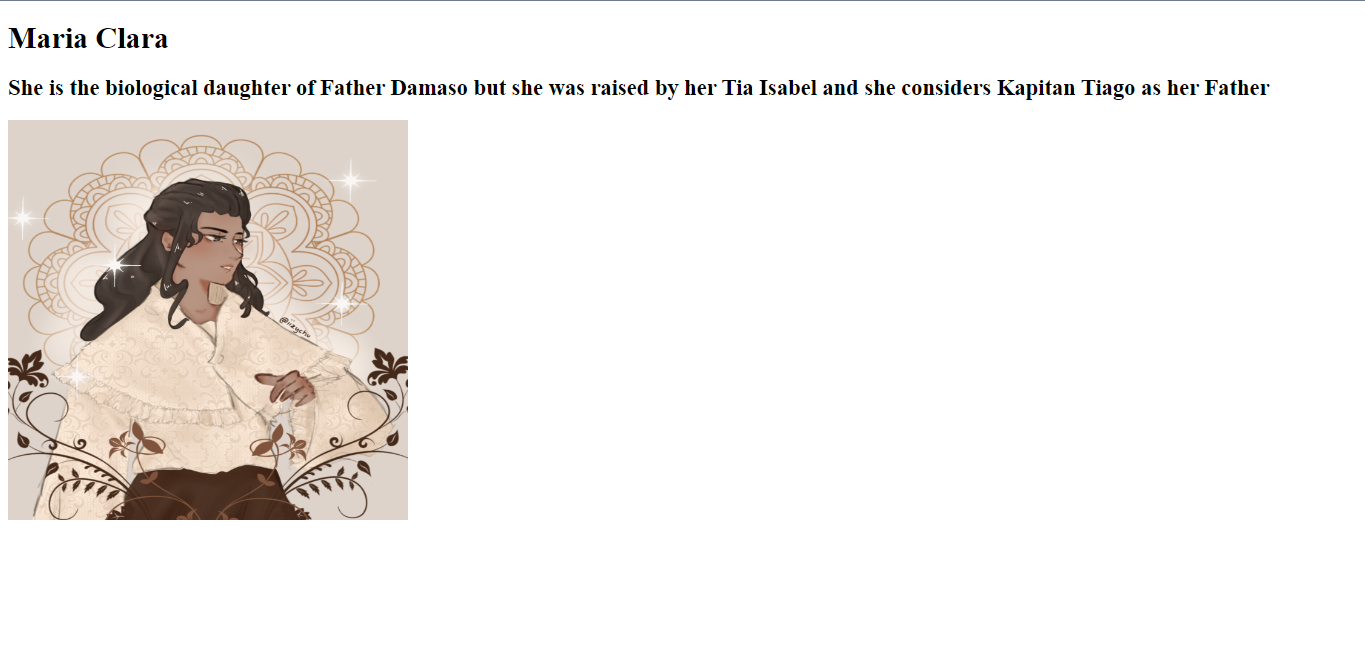 Maria Clara
She is the biological daughter of Father Damaso but she was raised by her Tia Isabel and she considers Kapitan Tiago as her Father
@iizychu